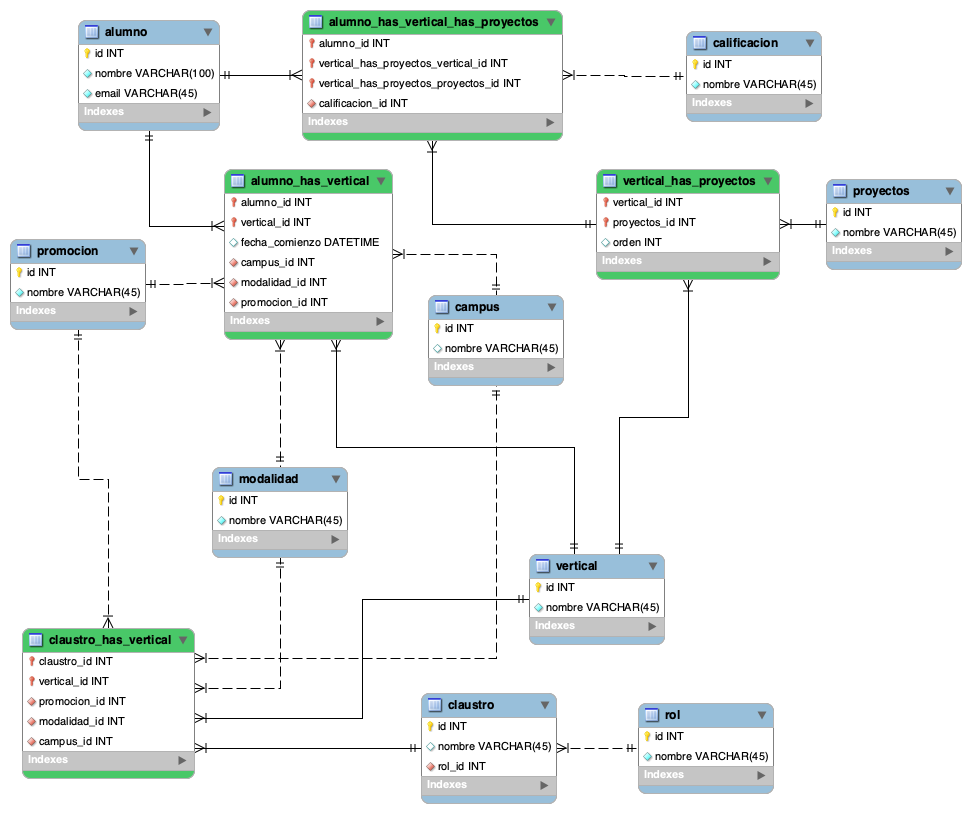 alumno
id INT
nombre VARCHAR(100)
email VARCHAR(45)
Indexes
alumno_has_vertical_has_proyectos
alumno_id INT
vertical_has_proyectos_vertical_id INT
vertical_has_proyectos_proyectos_id INT
calificacion_id INT
Indexes
calificacion
id INT
nombre VARCHAR(45)
Indexes
alumno_has_vertical
alumno_id INT
vertical_id INT
fecha_comienzo DATETIME
campus_id INT
modalidad_id INT
promocion_id INT
Indexes
vertical_has_proyectos
vertical_id INT
proyectos_id INT
orden INT
Indexes
proyectos
id INT
nombre VARCHAR(45)
Indexes
promocion
id INT
nombre VARCHAR(45)
Indexes
campus
id INT
nombre VARCHAR(45)
Indexes
modalidad
id INT
nombre VARCHAR(45)
Indexes
vertical
id INT
nombre VARCHAR(45)
Indexes
claustro_has_vertical
claustro_id INT
vertical_id INT
promocion_id INT
modalidad_id INT
campus_id INT
Indexes
claustro
id INT
nombre VARCHAR(45)
rol_id INT
Indexes
rol
id INT
nombre VARCHAR(45)
Indexes